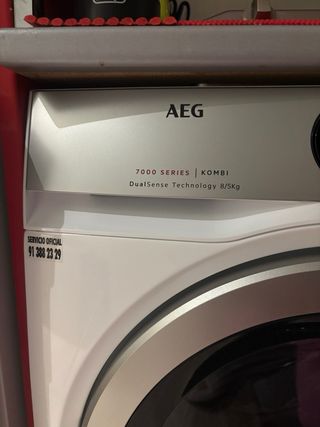 AEG
7000 SERIES | KOMBI
DualSense Technology 8/5Kg
SERVICIO OFICIAL
91 388 23 29